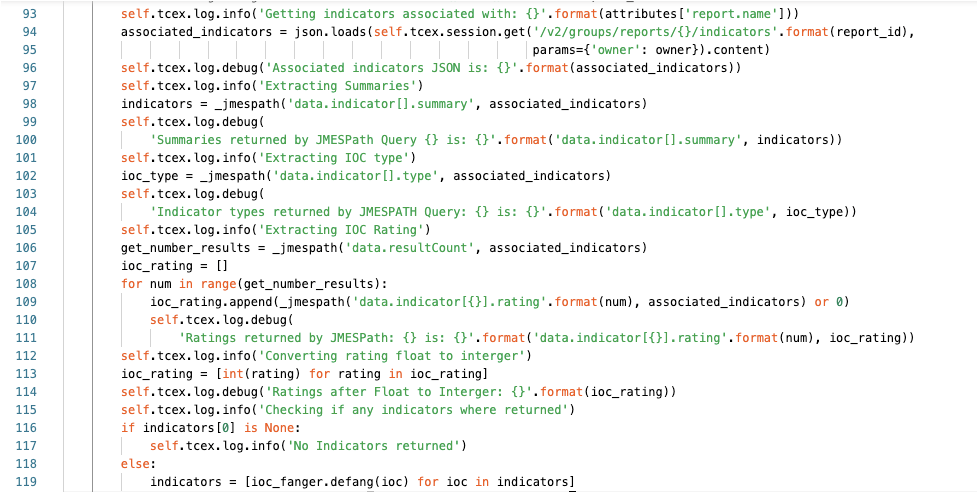 93 self.tcex.log.info('Getting indicators associated with: {}'.format(attributes['report.name']))
94 associated_indicators = json.loads(self.tcex.session.get('/v2/groups/reports/{}/indicators'.format(report_id),
95 params={'owner': owner}).content)
96 self.tcex.log.debug('Associated indicators JSON is: {}'.format(associated_indicators))
97 self.tcex.log.info('Extracting Summaries')
98 indicators = _jmespath('data.indicator[].summary', associated_indicators)
99 self.tcex.log.debug(
100 'Summaries returned by JMESPath Query {} is: {}'.format('data.indicator[].summary', indicators))
101 self.tcex.log.info('Extracting IOC type')
102 ioc_type = _jmespath('data.indicator[].type', associated_indicators)
103 self.tcex.log.debug(
104 'Indicator types returned by JMESPATH Query: {} is: {}'.format('data.indicator[].type', ioc_type))
105 self.tcex.log.info('Extracting IOC Rating')
106 get_number_results = _jmespath('data.resultCount', associated_indicators)
107 ioc_rating = []
108 for num in range(get_number_results):
109 ioc_rating.append(_jmespath('data.indicator[{}].rating'.format(num), associated_indicators) or 0)
110 self.tcex.log.debug(
111 'Ratings returned by JMESPath: {} is: {}'.format('data.indicator[{}].rating'.format(num), ioc_rating))
112 self.tcex.log.info('Converting rating float to interger')
113 ioc_rating = [int(rating) for rating in ioc_rating]
114 self.tcex.log.debug('Ratings after Float to Interger: {}'.format(ioc_rating))
115 self.tcex.log.info('Checking if any indicators where returned')
116 if indicators[0] is None:
117 self.tcex.log.info('No Indicators returned')
118 else:
119 indicators = [ioc_fanger.defang(ioc) for ioc in indicators]